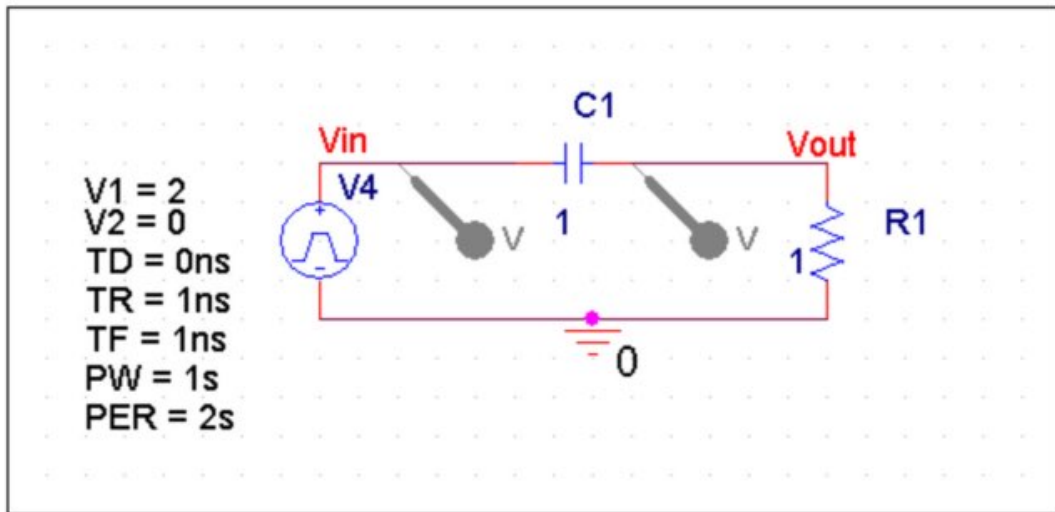 C1
Vin
Vout
V4
V1 = 2
V2 = 0
TD = 0ns
TR = 1ns
TF = 1ns
PW = 1s
PER = 2s
V
1
V
1
R1
0